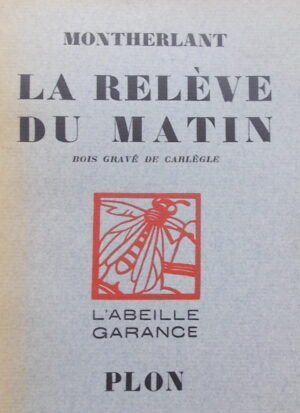 MONTHERLANT
LA RELÈVE
DU MATIN
BOIS GRAVÉ DE CARLÈGLE
L'ABEILLE
GARANCE
PLON